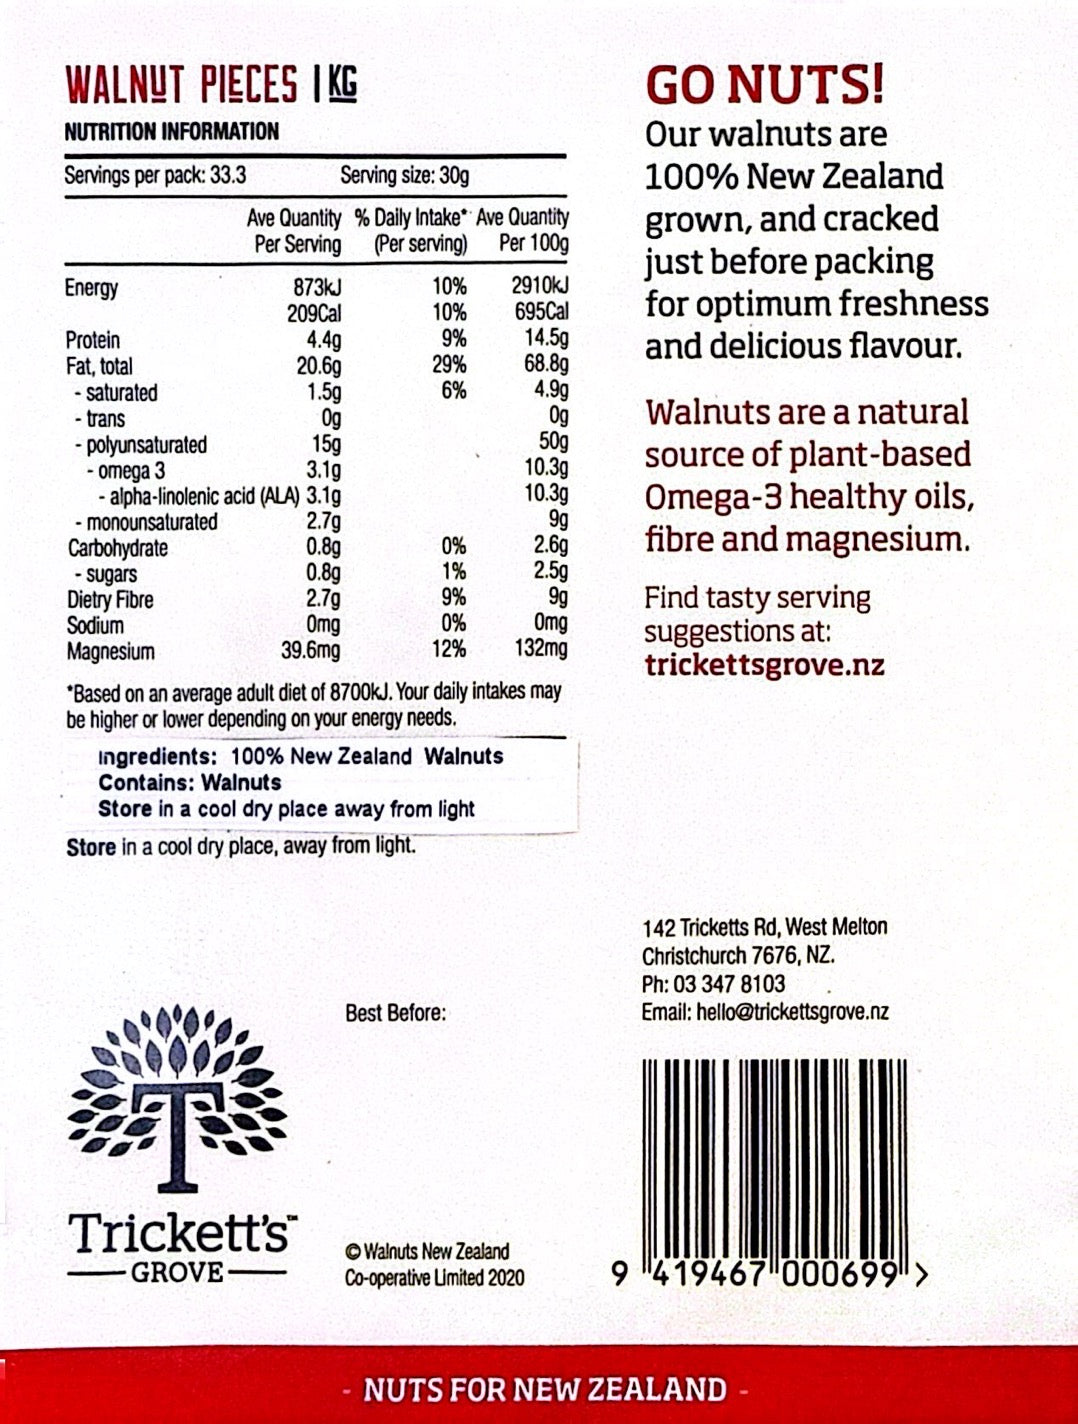 WALNUT PIECES | KG
NUTRITION INFORMATION
Servings per pack: 33.3 Serving size: 30g
Ave Quantity % Daily Intake* Ave Quantity
Per Serving (Per serving) Per 100g
Energy 873kJ 10% 2910kJ
209Cal 10% 695Cal
Protein 4.4g 9% 14.5g
Fat, total 20.6g 29% 68.8g
- saturated 1.5g 6% 4.9g
- trans 0g 0g
- polyunsaturated 15g 50g
- omega 3 3.1g 10.3g
- alpha-linolenic acid (ALA) 3.1g 10.3g
- monounsaturated 2.7g 9g
Carbohydrate 0.8g 0% 2.6g
- sugars 0.8g 1% 2.5g
Dietry Fibre 2.7g 9% 9g
Sodium 0mg 0% 0mg
Magnesium 39.6mg 12% 132mg
*Based on an average adult diet of 8700kJ. Your daily intakes may
be higher or lower depending on your energy needs.
Ingredients: 100% New Zealand Walnuts
Contains: Walnuts
Store in a cool dry place away from light
Store in a cool dry place, away from light.
GO NUTS!
Our walnuts are
100% New Zealand
grown, and cracked
just before packing
for optimum freshness
and delicious flavour.
Walnuts are a natural
source of plant-based
Omega-3 healthy oils,
fibre and magnesium.
Find tasty serving
suggestions at:
trickettsgrove.nz
142 Tricketts Rd, West Melton
Christchurch 7676, NZ.
Ph: 03 347 8103
Email: hello@trickettsgrove.nz
Best Before:
T
Trickett's™
GROVE
© Walnuts New Zealand
Co-operative Limited 2020
9 419467 000699 >
- NUTS FOR NEW ZEALAND -